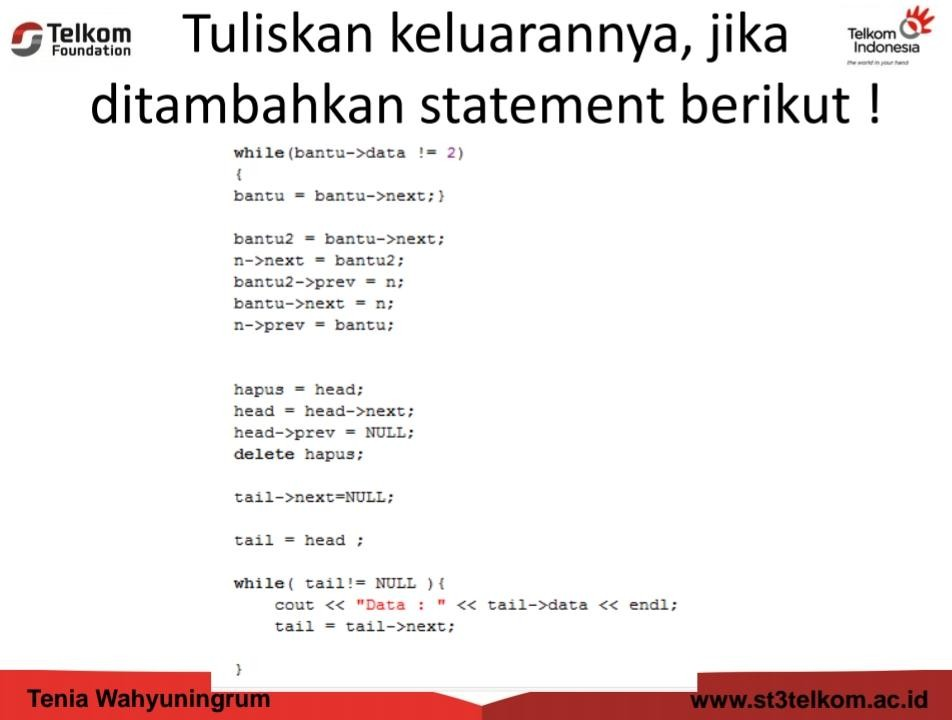 Telkom
Foundation
Tuliskan keluarannya, jika
ditambahkan statement berikut !
Telkom
Indonesia
the world in your hand
while(bantu->data != 2)
{
bantu = bantu->next;}
bantu2 = bantu->next;
n->next = bantu2;
bantu2->prev = n;
bantu->next = n;
n->prev = bantu;
hapus = head;
head = head->next;
head->prev = NULL;
delete hapus;
tail->next=NULL;
tail = head ;
while( tail!= NULL ){
cout << "Data : " << tail->data << endl;
tail = tail->next;
}
Tenia Wahyuningrum
www.st3telkom.ac.id